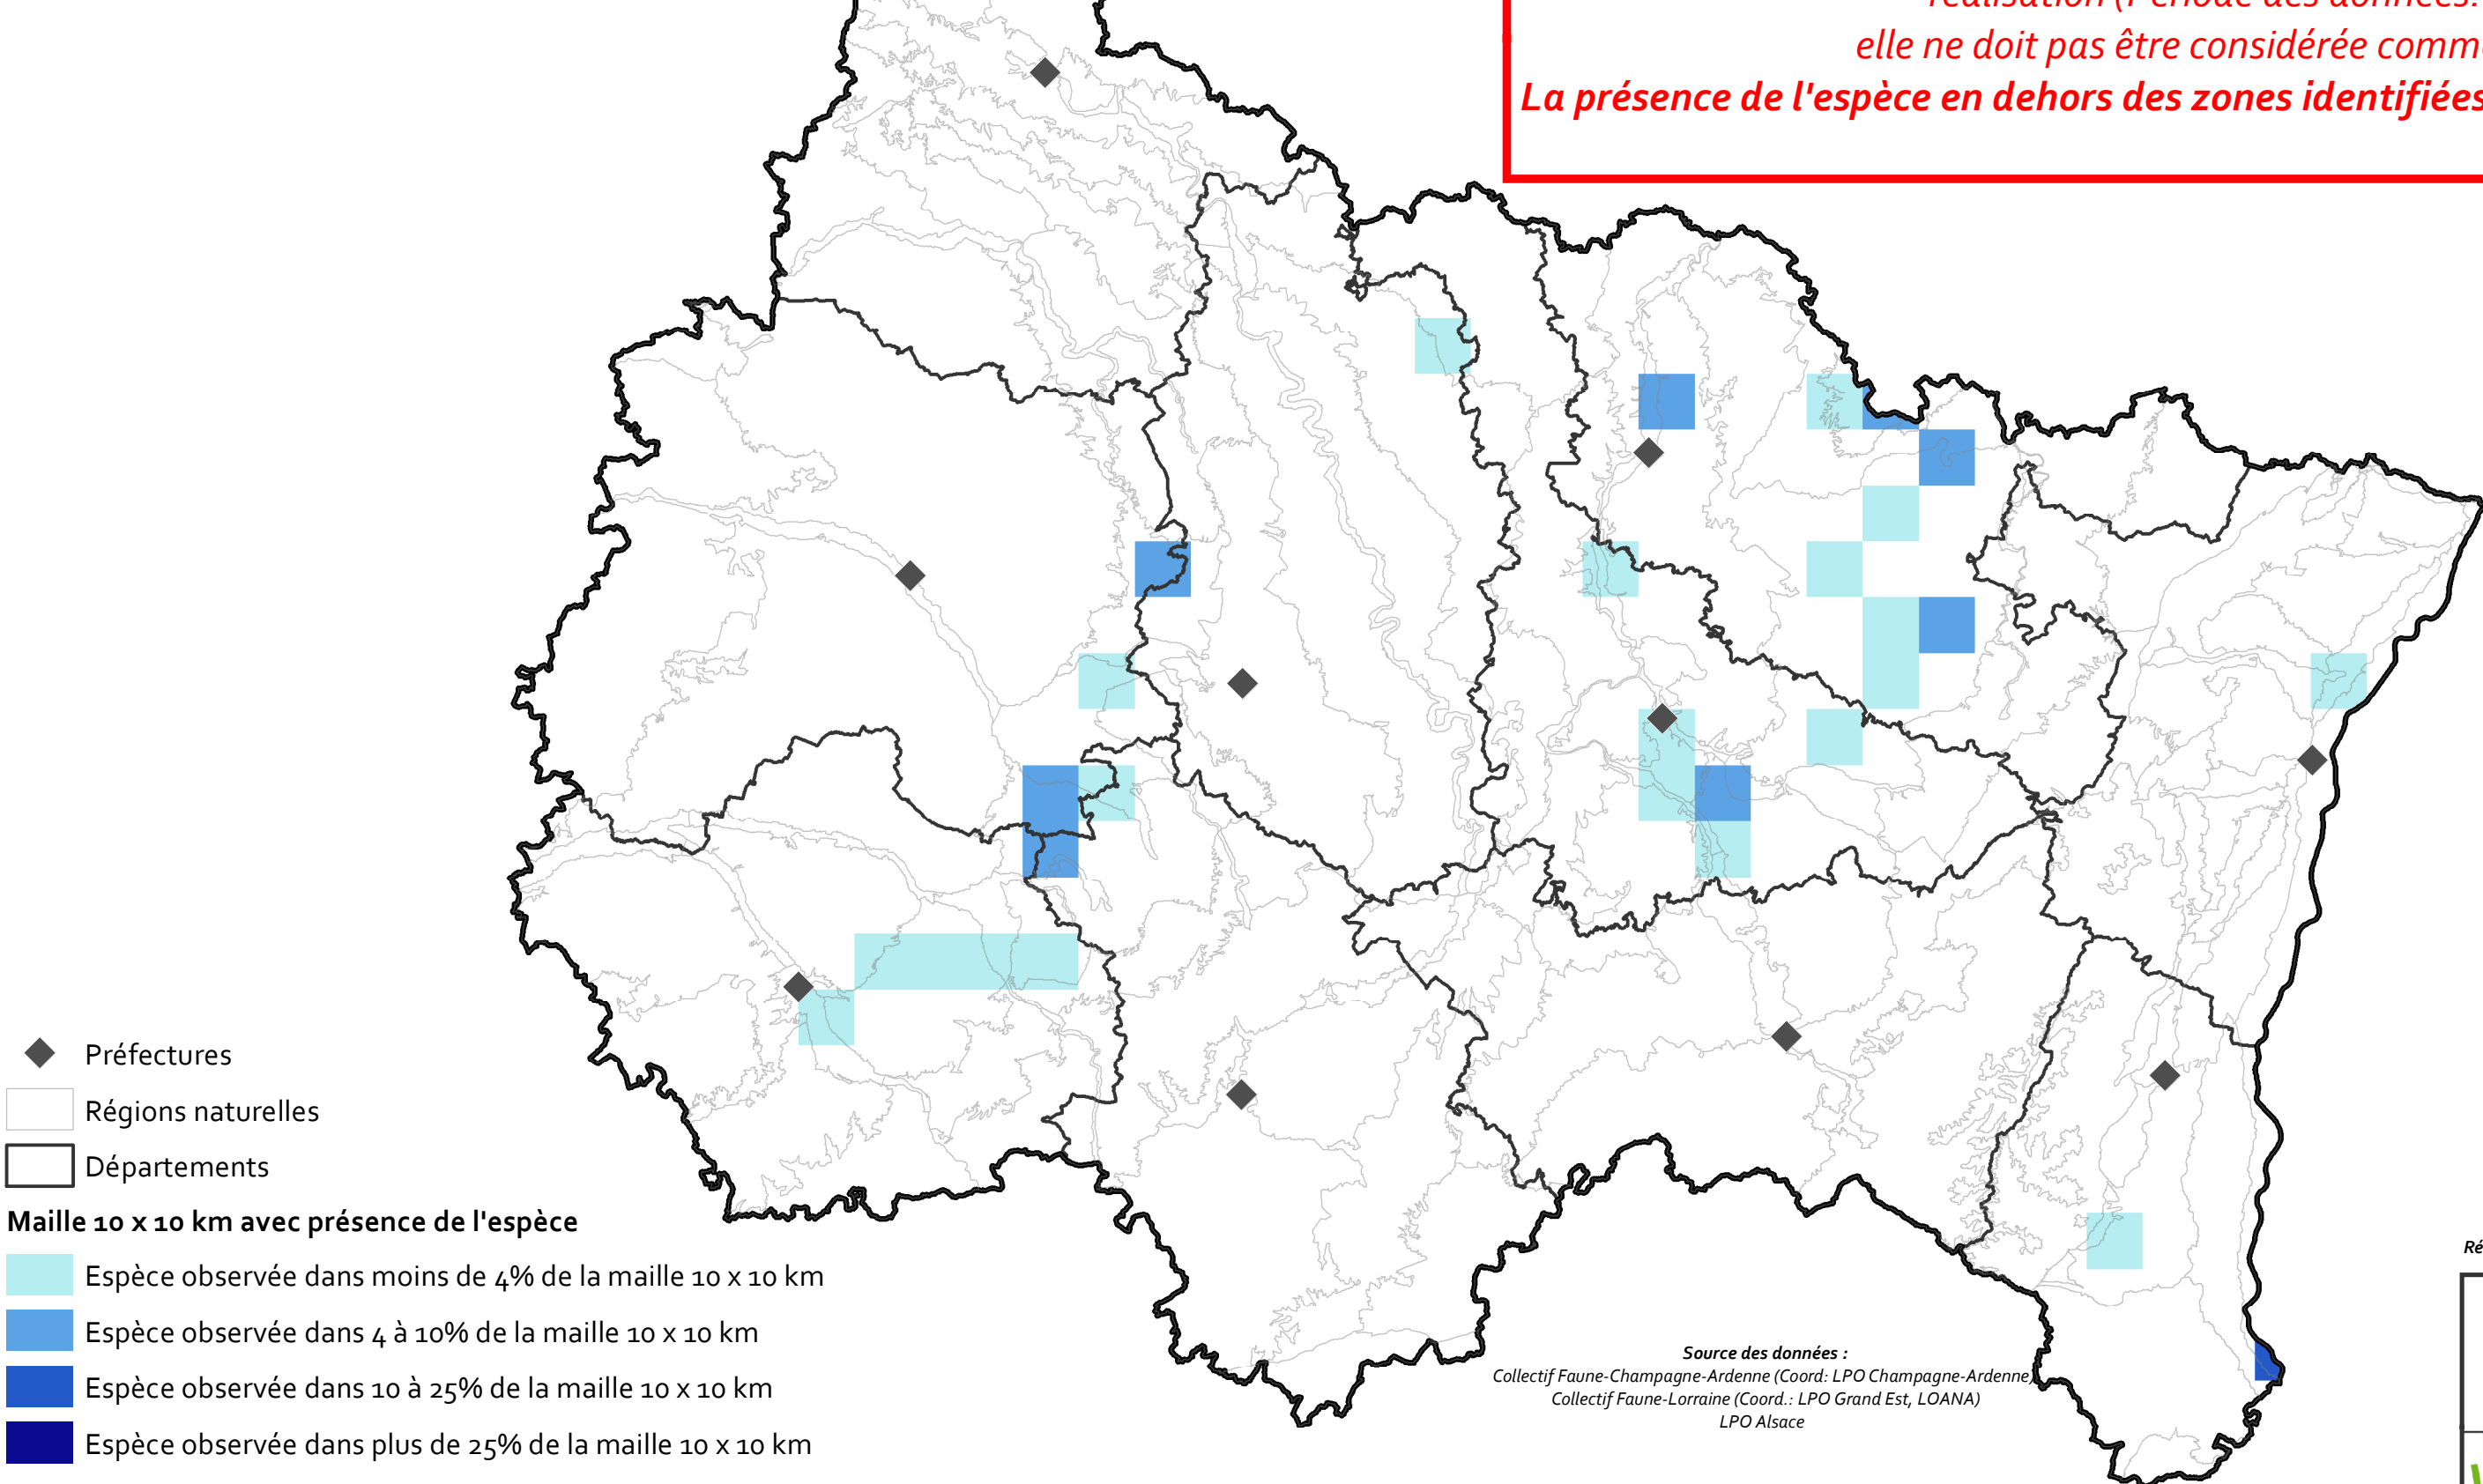 elle ne doit pas être considérée comme
La présence de l'espèce en dehors des zones identifiées
Préfectures
Régions naturelles
Départements
Maille 10 x 10 km avec présence de l'espèce
Espèce observée dans moins de 4% de la maille 10 x 10 km
Espèce observée dans 4 à 10% de la maille 10 x 10 km
Espèce observée dans 10 à 25% de la maille 10 x 10 km
Espèce observée dans plus de 25% de la maille 10 x 10 km
Source des données :
Collectif Faune-Champagne-Ardenne (Coord: LPO Champagne-Ardenne)
Collectif Faune-Lorraine (Coord.: LPO Grand Est, LOANA)
LPO Alsace